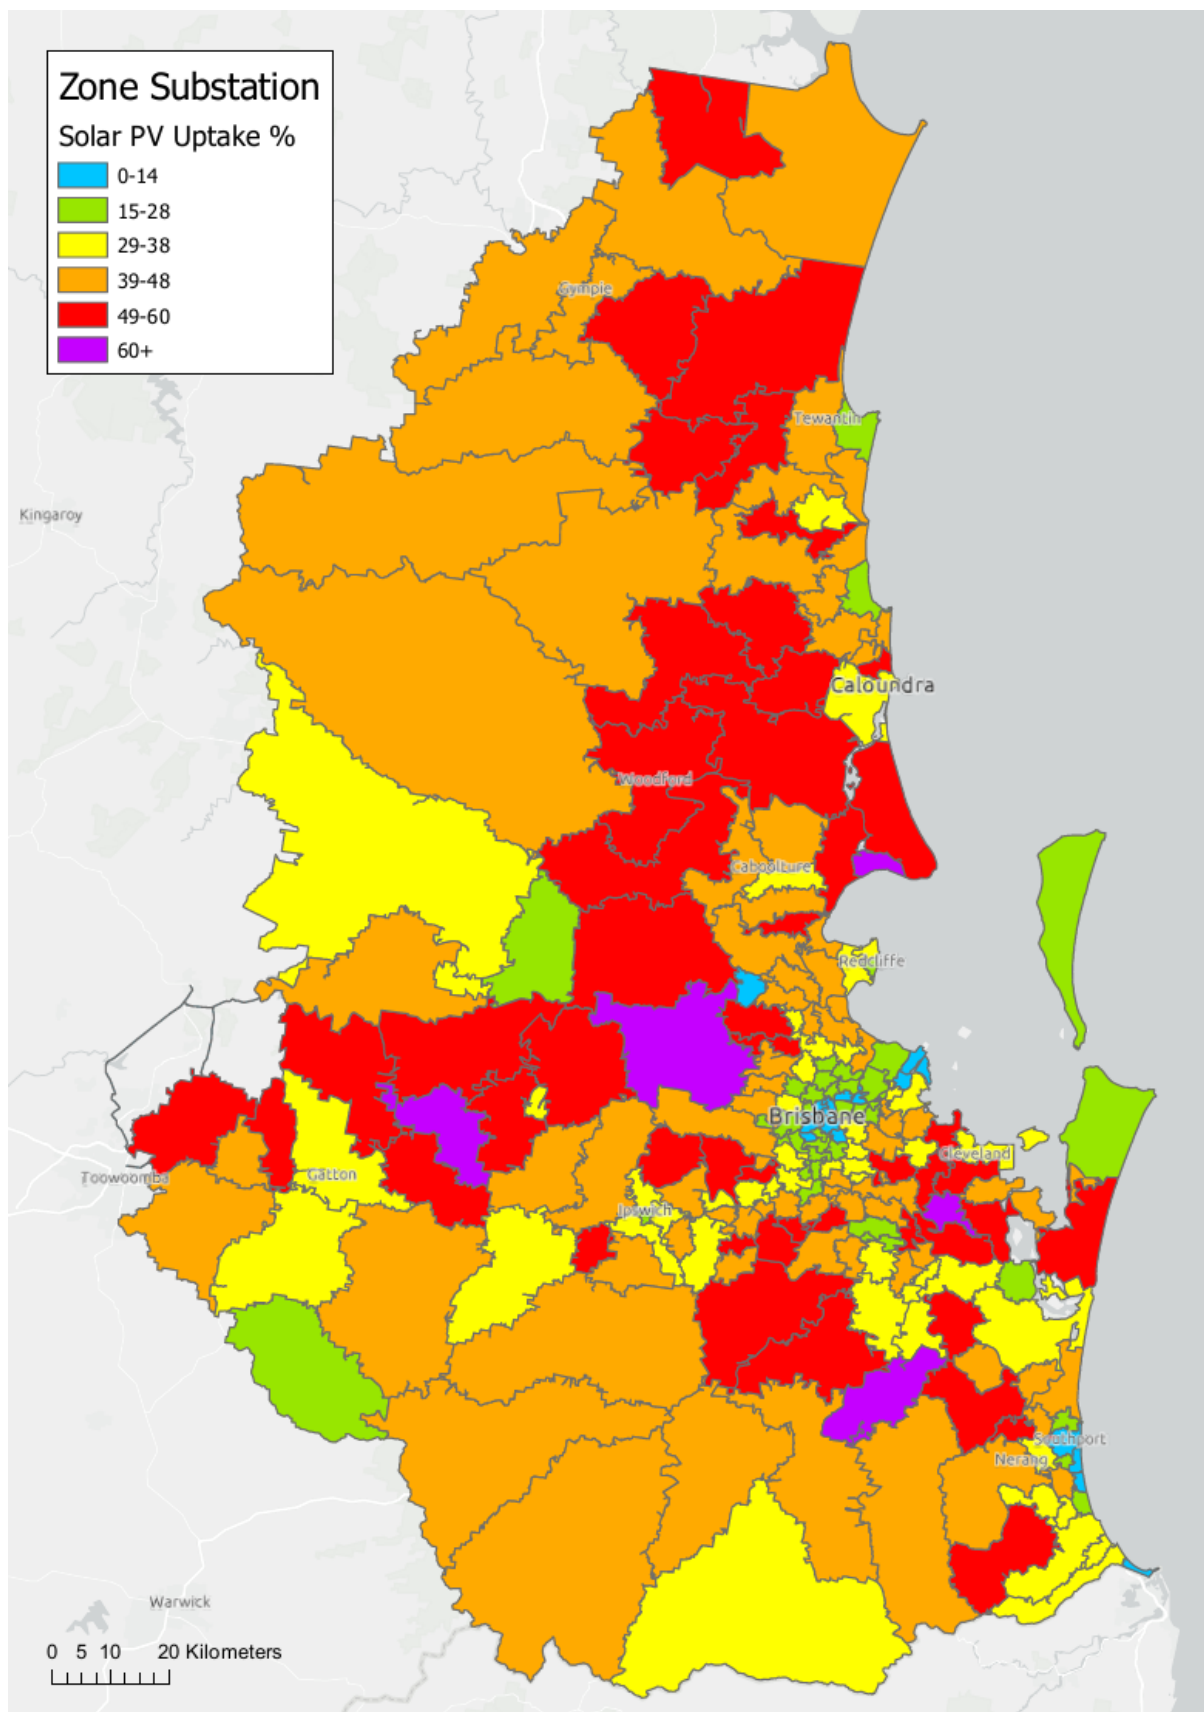 Zone Substation
Solar PV Uptake %
0-14
15-28
29-38
39-48
49-60
60+
Gympie
Tewantin
Kingaroy
Caloundra
Woodford
Caboolture
Redcliffe
Brisbane
Cleveland
Toowoomba
Gatton
Ipswich
Southport
Nerang
Warwick
0 5 10 20 Kilometers